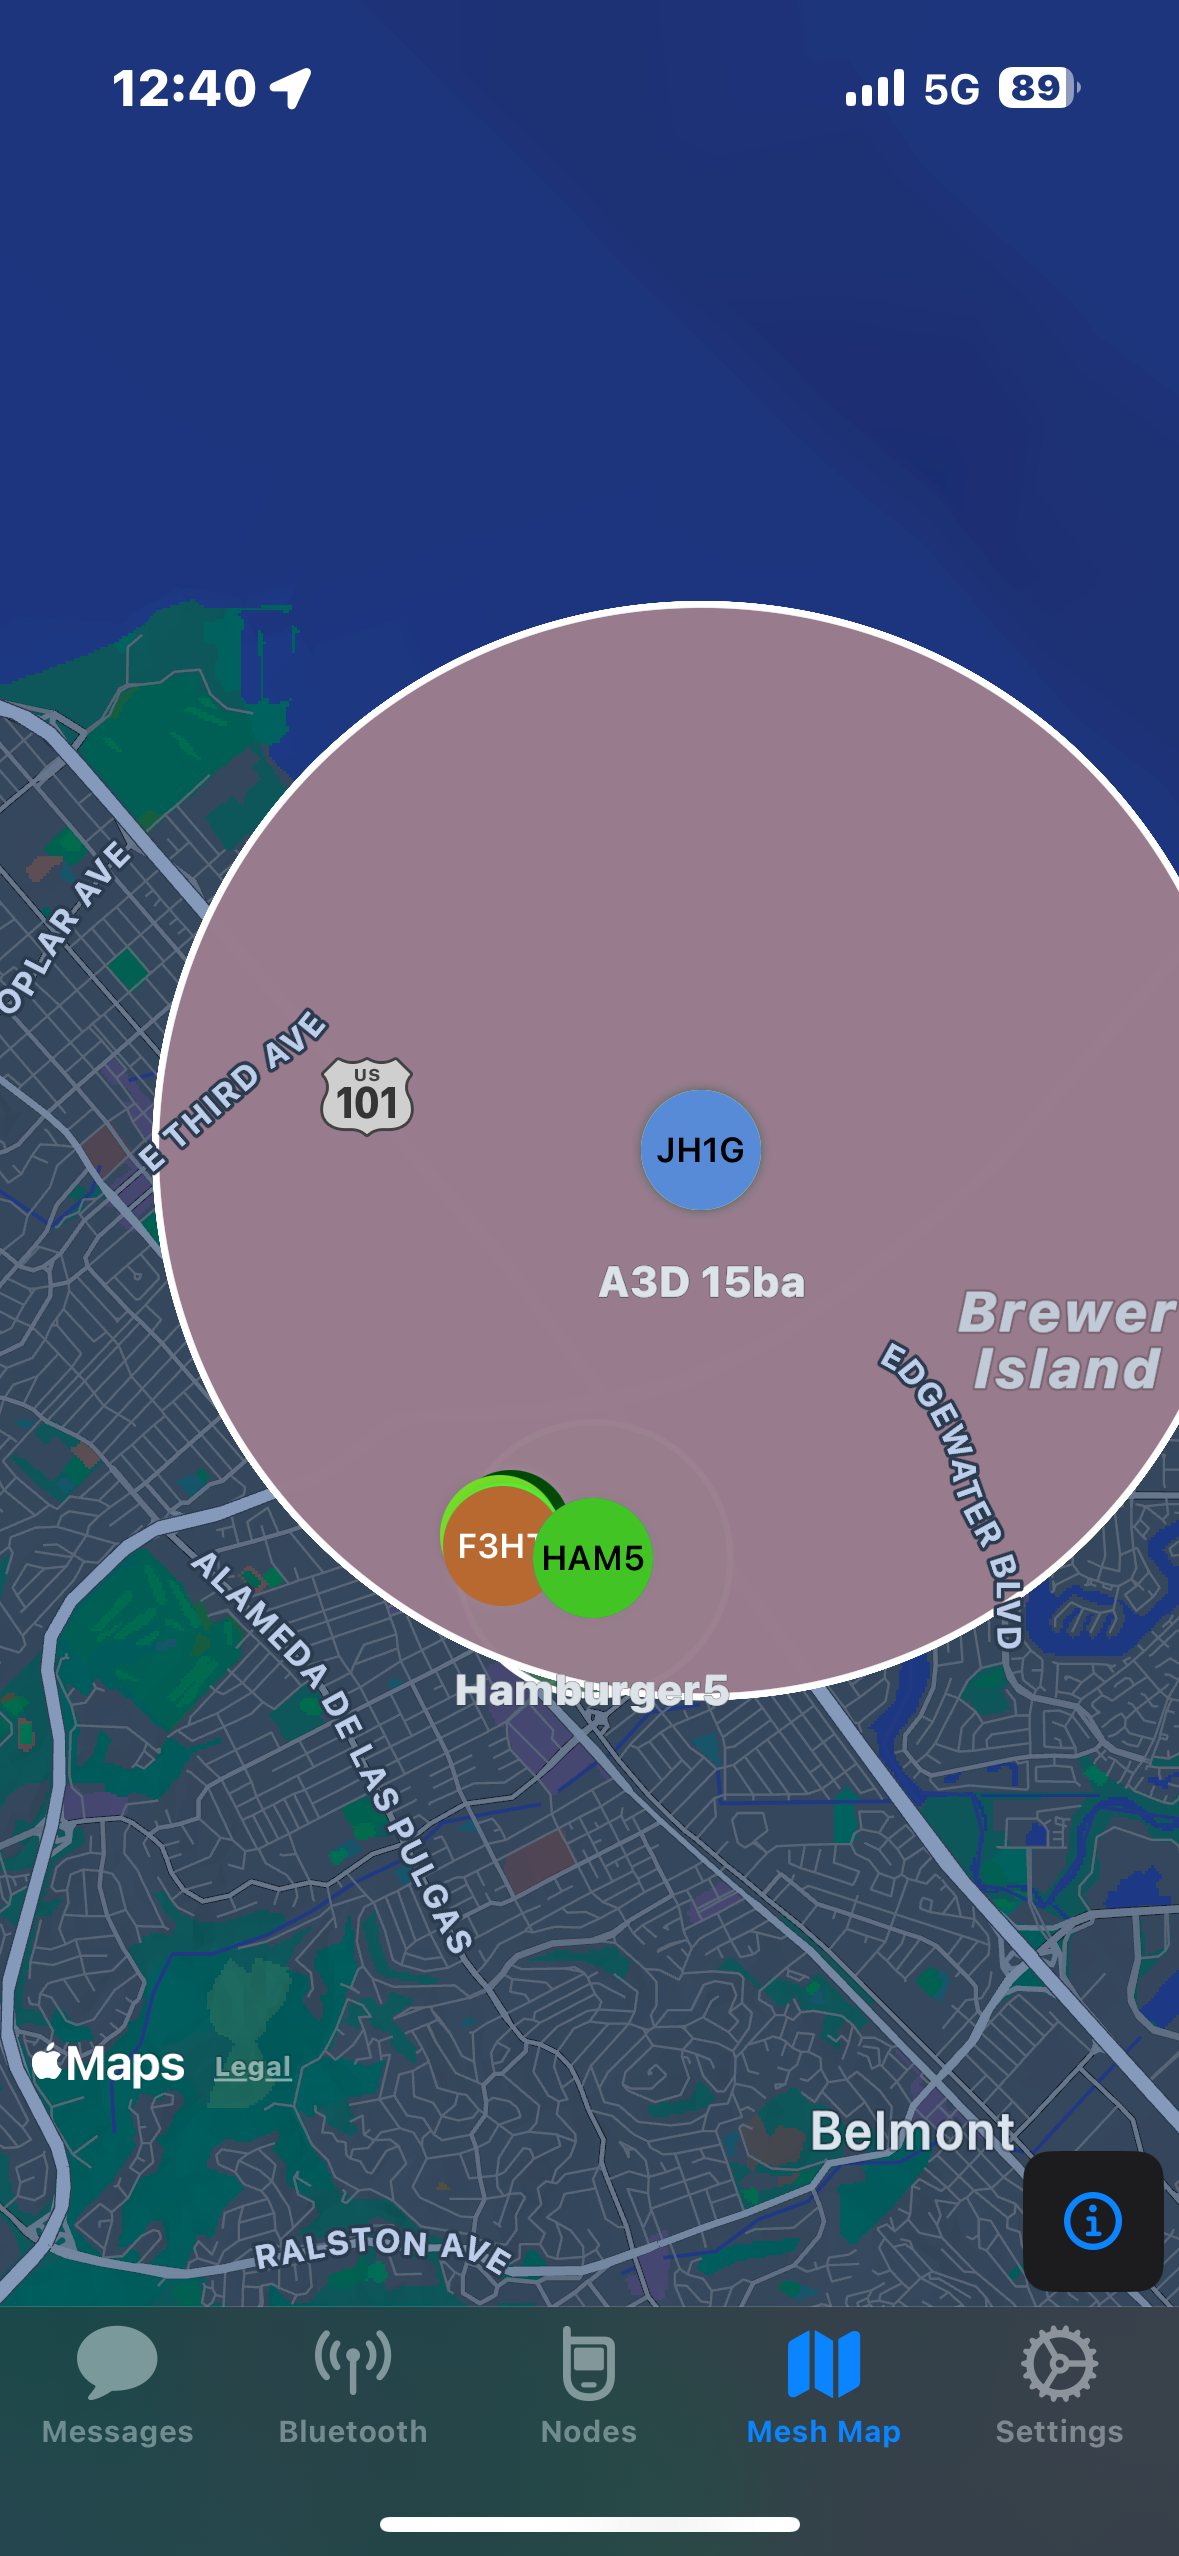 12:40
5G
89
OPLAR AVE
E THIRD AVE
US
101
JH1G
A3D 15ba
Brewer
Island
EDGEWATER BLVD
F3HT
HAM5
Hamburger5
ALAMEDA DE LAS PULGAS
Maps
Legal
Belmont
RALSTON AVE
Messages
Bluetooth
Nodes
Mesh Map
Settings